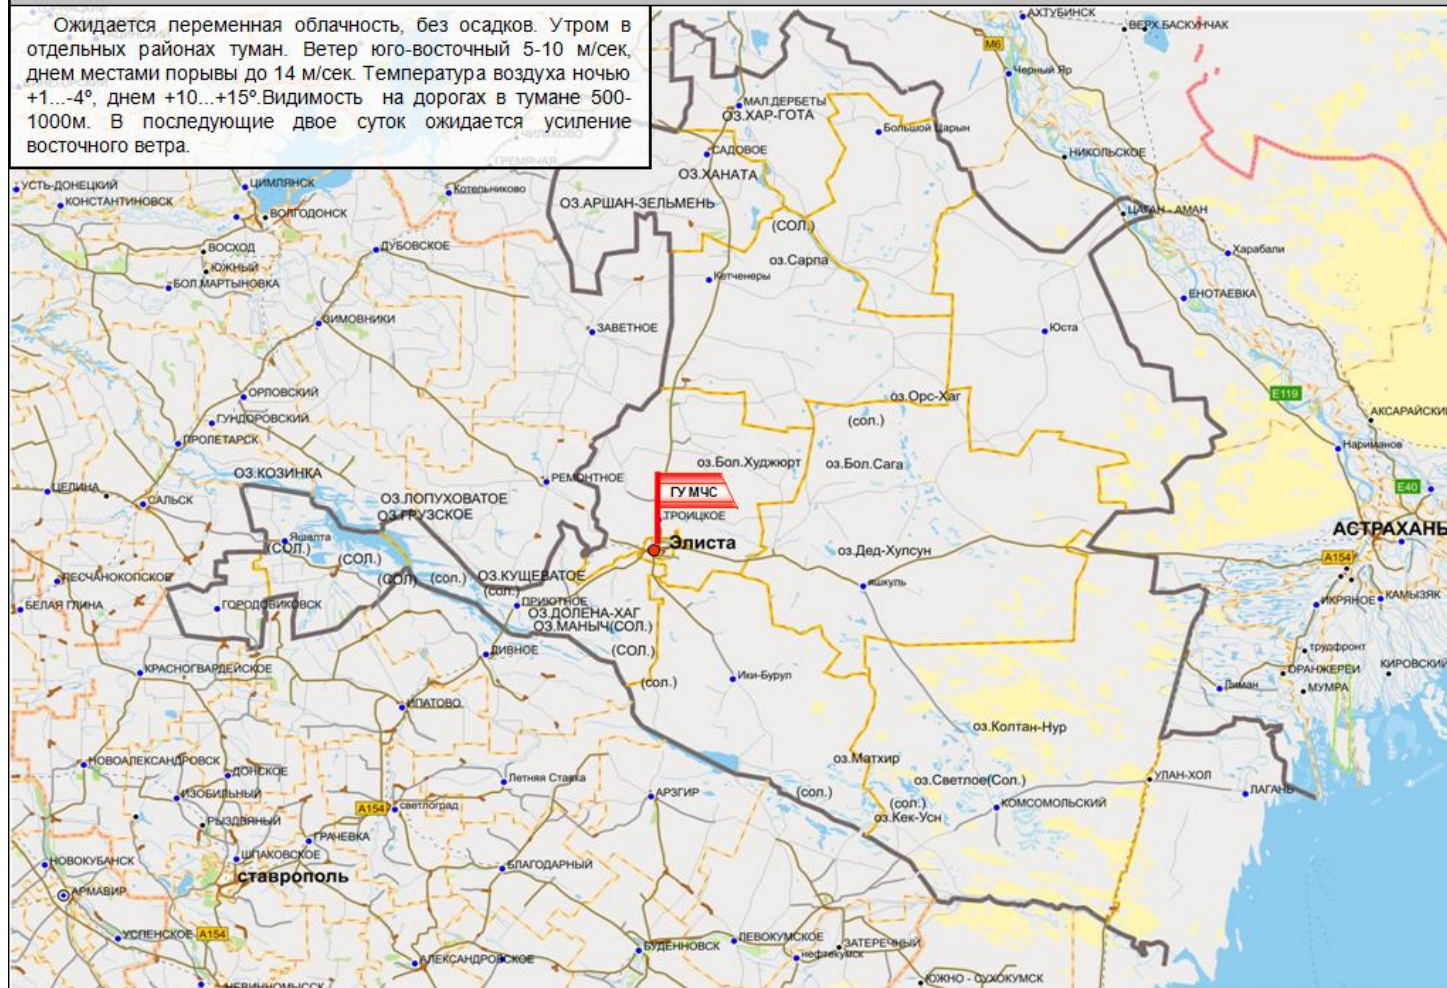 Ожидается переменная облачность, без осадков. Утром в
отдельных районах туман. Ветер юго-восточный 5-10 м/сек,
днем местами порывы до 14 м/сек. Температура воздуха ночью
+1...-4º, днем +10...+15º.Видимость на дорогах в тумане 500-
1000м. В последующие двое суток ожидается усиление
восточного ветра.
АХТУБИНСК
ВЕРХ.БАСКУНЧАК
М6
Черный Яр
МАЛ.ДЕРБЕТЫ
ОЗ.ХАР-ГОТА
Большой Царын
ЧИЛЕКОВО
ГРЕМЯЧАЯ
САДОВОЕ
НИКОЛЬСКОЕ
ОЗ.ХАНАТА
УСТЬ-ДОНЕЦКИЙ
ЦИМЛЯНСК
Котельниково
КОНСТАНТИНОВСК
ОЗ.АРШАН-ЗЕЛЬМЕНЬ
ВОЛГОДОНСК
ЦАГАН - АМАН
(СОЛ.)
ВОСХОД
ДУБОВСКОЕ
Харабали
оз.Сарпа
ЮЖНЫЙ
Кетченеры
БОЛ.МАРТЫНОВКА
ЕНОТАЕВКА
ЗИМОВНИКИ
ЗАВЕТНОЕ
Юста
ОРЛОВСКИЙ
Е119
оз.Орс-Хаг
АКСАРАЙСКИЙ
ГУНДОРОВСКИЙ
(сол.)
ПРОЛЕТАРСК
Нариманов
оз.Бол.Худжюрт
оз.Бол.Сага
ОЗ.КОЗИНКА
РЕМОНТНОЕ
ЦЕЛИНА
Е40
ГУ МЧС
ОЗ.ЛОПУХОВАТОЕ
САЛЬСК
ОЗ.ГРУЗСКОЕ
ТРОИЦКОЕ
АСТРАХАНЬ
Яшалта
Элиста
(СОЛ.)
оз.Дед-Хулсун
(СОЛ.)
А154
ОЗ.КУЩЕВАТОЕ
(СОЛ)
(сол.)
ПЕСЧАНОКОПСКОЕ
яшкуль
(сол.)
КАМЫЗЯК
БЕЛАЯ ГЛИНА
ГОРОДОВИКОВСК
ПРИЮТНОЕ
ИКРЯНОЕ
ОЗ.ДОЛЕНА-ХАГ
ОЗ.МАНЫЧ(СОЛ.)
ДИВНОЕ
(СОЛ.)
трудфронт
КРАСНОГВАРДЕЙСКОЕ
ОРАНЖЕРЕИ
КИРОВСКИЙ
Ики-Бурул
(сол.)
Лиман
МУМРА
ИПАТОВО
оз.Колтан-Нур
НОВОАЛЕКСАНДРОВСК
оз.Матхир
ДОНСКОЕ
Летняя Ставка
оз.Светлое(Сол.)
УЛАН-ХОЛ
ИЗОБИЛЬНЫЙ
АРЗГИР
(сол.)
ЛАГАНЬ
А154
светлоград
(сол.)
КОМСОМОЛЬСКИЙ
РЫЗДВЯНЫЙ
оз.Кек-Усн
ГРАЧЕВКА
НОВОКУБАНСК
ШПАКОВСКОЕ
БЛАГОДАРНЫЙ
ставрополь
АРМАВИР
УСПЕНСКОЕ
А154
ЛЕВОКУМСКОЕ
БУДЕННОВСК
ЗАТЕРЕЧНЫЙ
нефтекумск
АЛЕКСАНДРОВСКОЕ
ЮЖНО - СУХОКУМСК
НЕВИННОМЫССК